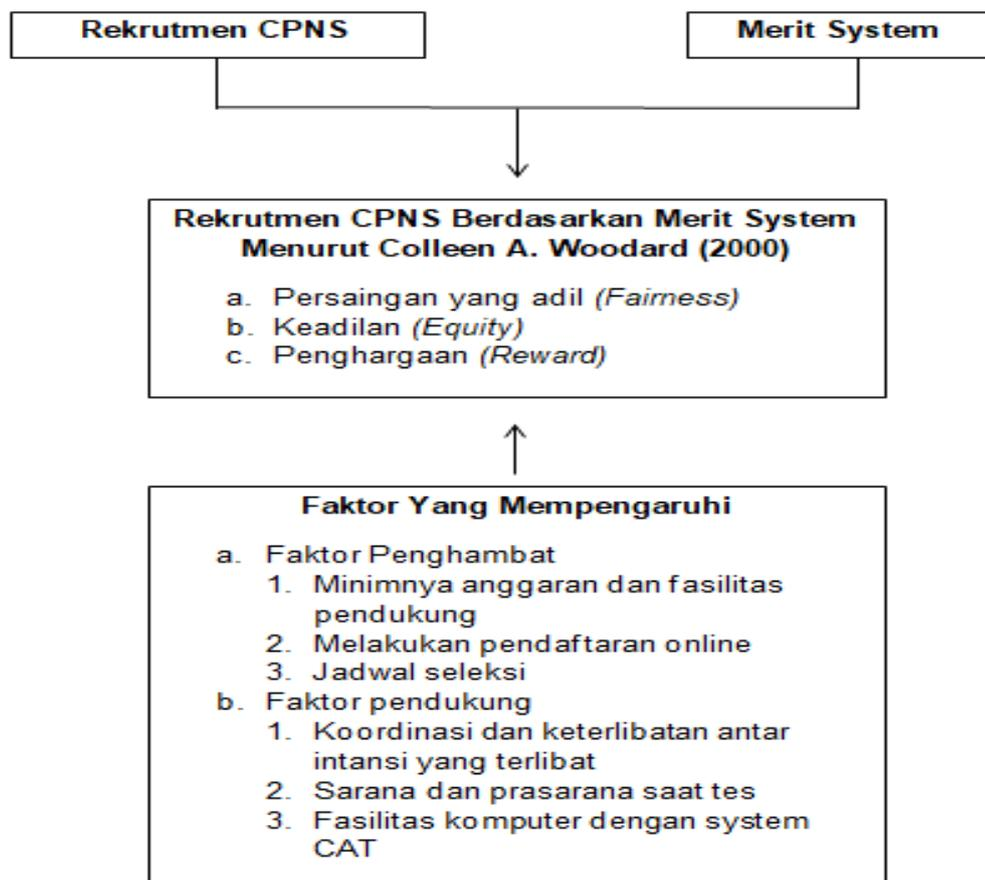 Rekrutmen CPNS
Merit System
Rekrutmen CPNS Berdasarkan Merit System
Menurut Colleen A. Woodard (2000)
a. Persaingan yang adil (Fairness)
b. Keadilan (Equity)
c. Penghargaan (Reward)
Faktor Yang Mempengaruhi
a. Faktor Penghambat
1. Minimnya anggaran dan fasilitas
pendukung
2. Melakukan pendaftaran online
3. Jadwal seleksi
b. Faktor pendukung
1. Koordinasi dan keterlibatan antar
intansi yang terlibat
2. Sarana dan prasarana saat tes
3. Fasilitas komputer dengan system
CAT